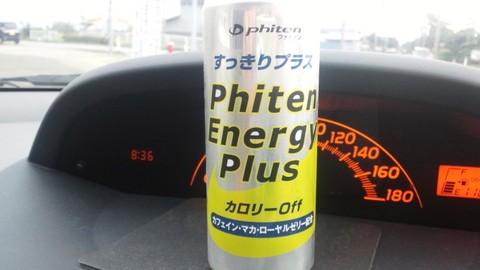 phiten
ファイテン
すっきりプラス
Phiten
Energy
Plus
カロリーOff
カフェイン・マカ・ローヤルゼリー配合
8:36
120
140
160
180
F